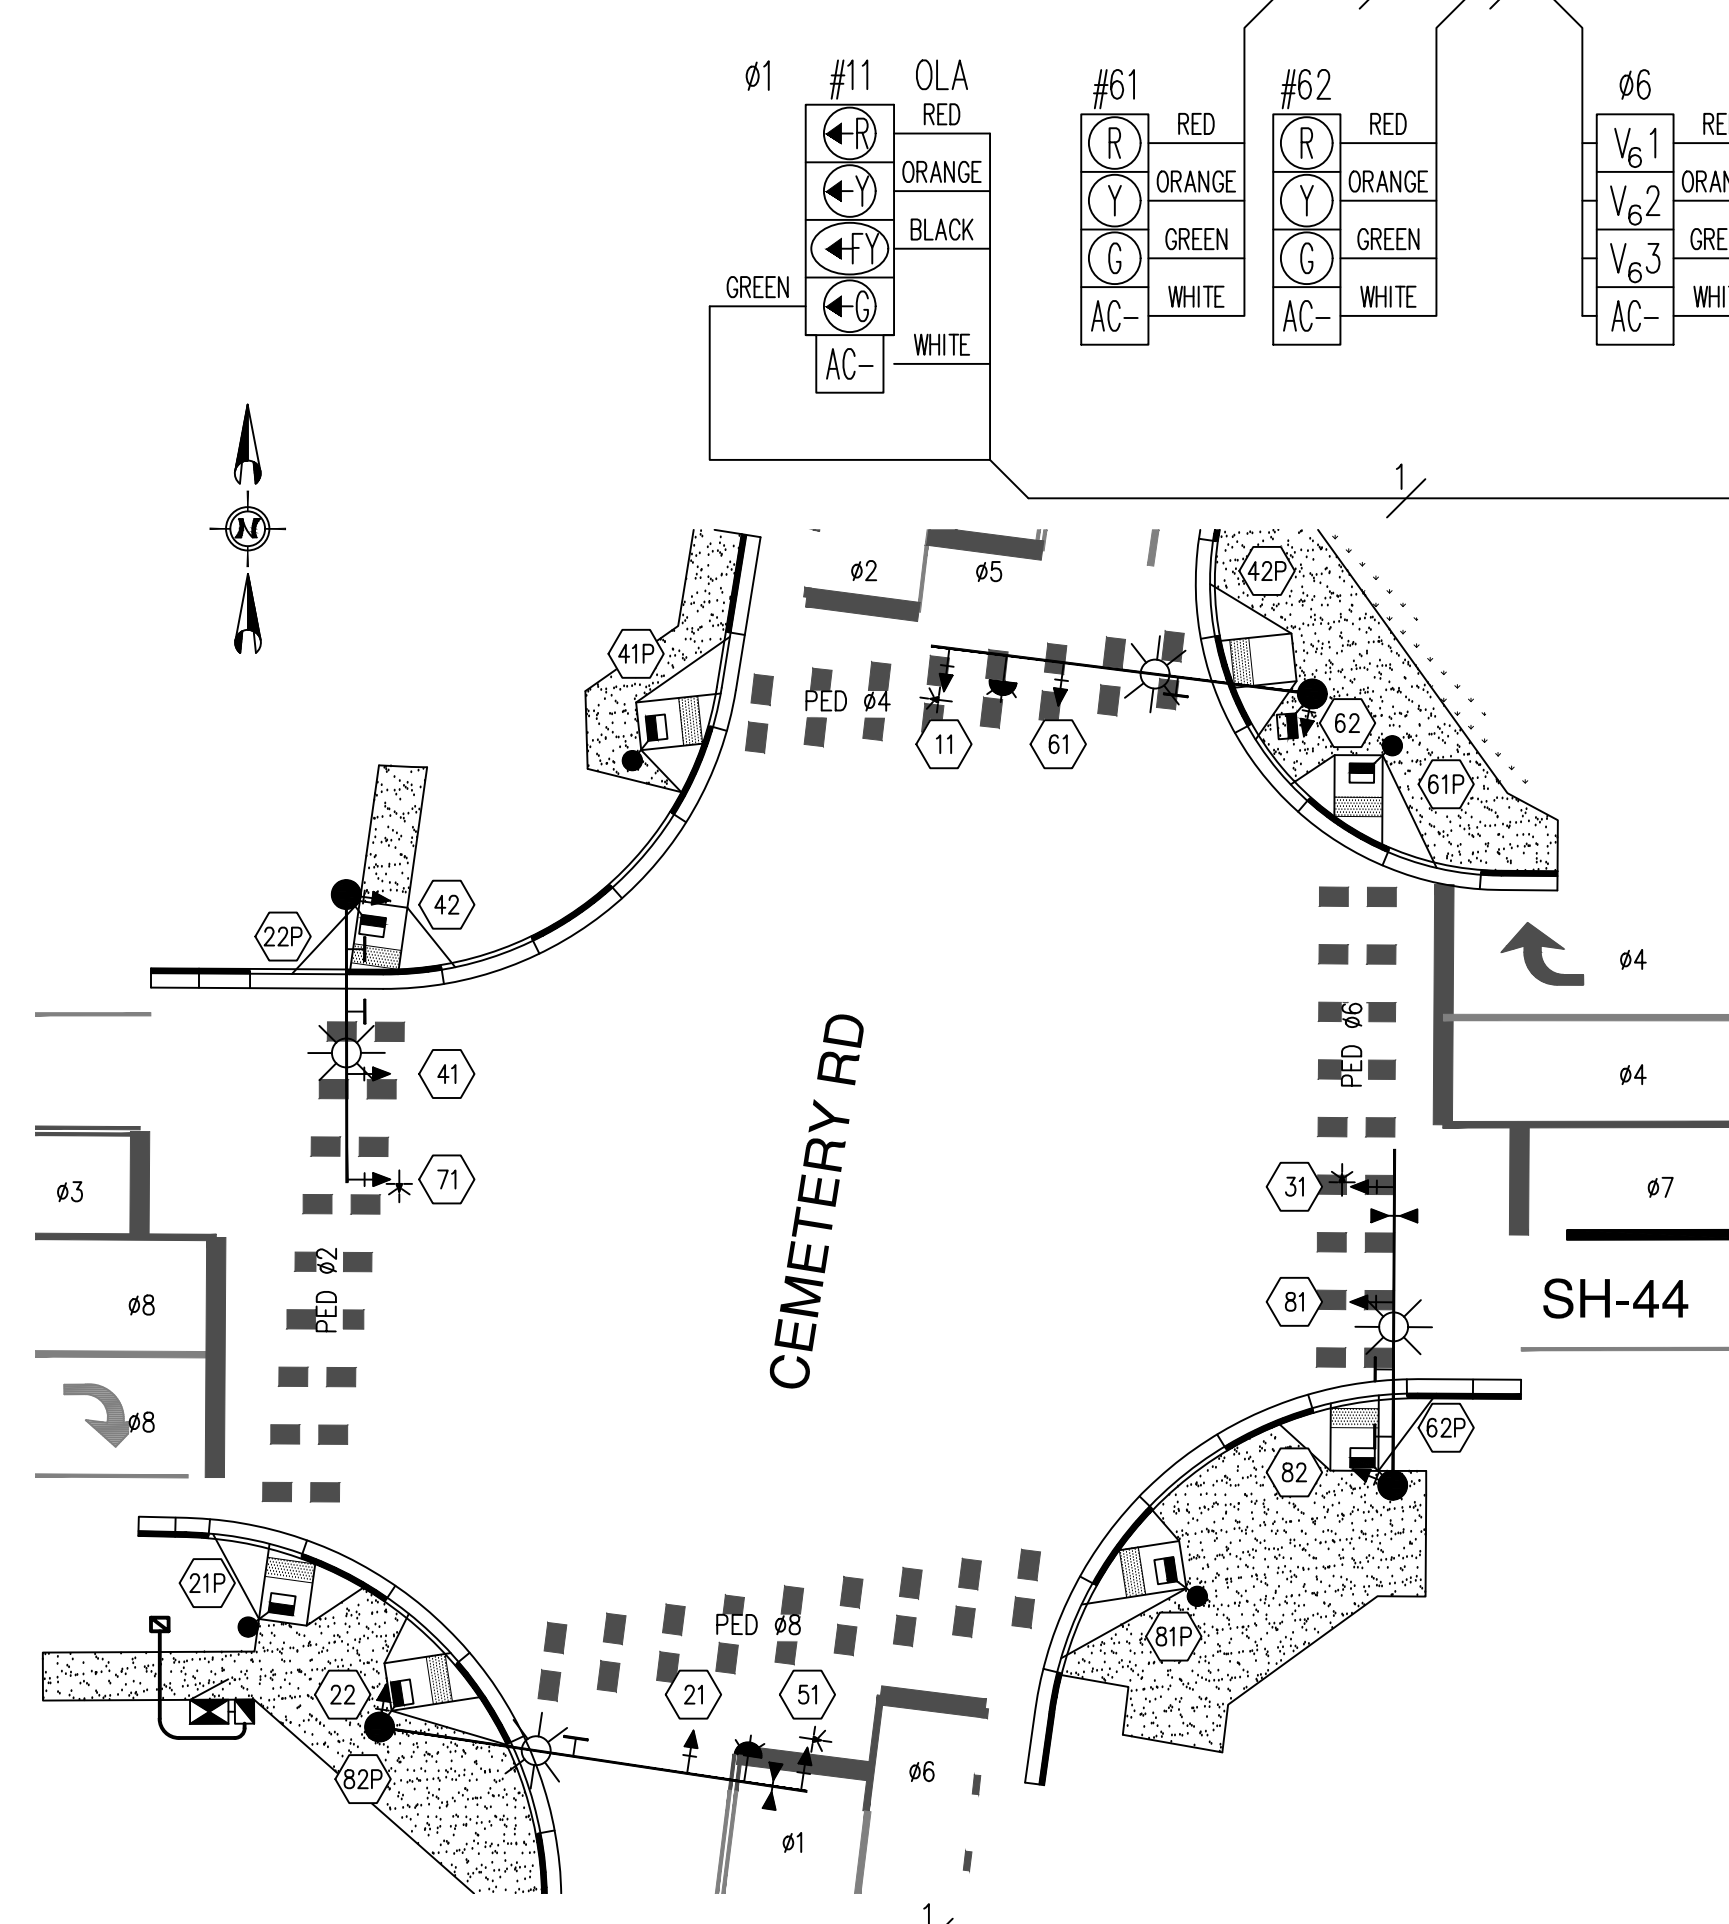 ø1 #11 OLA
RED
ORANGE
BLACK
GREEN
WHITE
←R
←Y
←FY
←G
AC-
#61
R
Y
G
AC-
RED
ORANGE
GREEN
WHITE
#62
R
Y
G
AC-
RED
ORANGE
GREEN
WHITE
ø6
V61
V62
V63
AC-
1
N
ø2
ø5
42P
41P
PED ø4
11
61
62
61P
42
22P
ø4
PED ø6
ø4
41
71
CEMETERY RD
31
ø7
ø3
PED ø2
ø8
81
SH-44
ø8
62P
82
21P
PED ø8
81P
22
21
51
82P
ø6
ø1
1